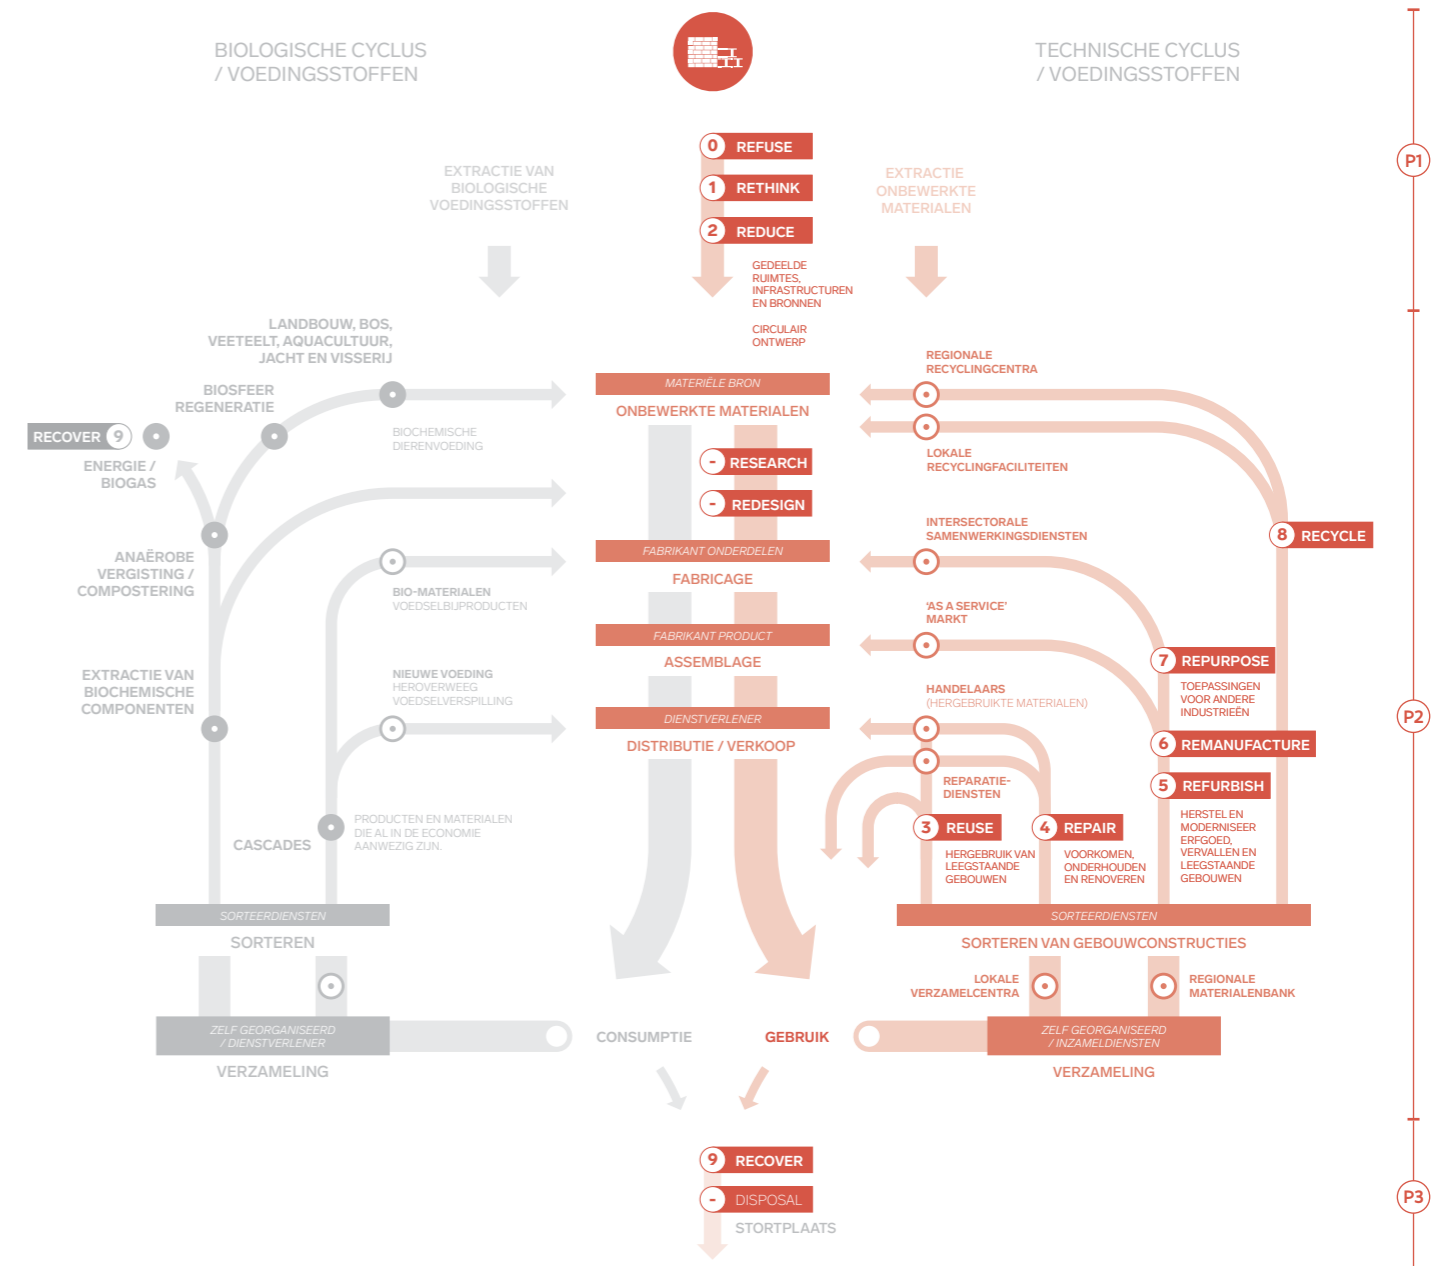 BIOLOGISCHE CYCLUS
/ VOEDINGSSTOFFEN
TECHNISCHE CYCLUS
/ VOEDINGSSTOFFEN
P1
0 REFUSE
1 RETHINK
2 REDUCE
EXTRACTIE VAN
BIOLOGISCHE
VOEDINGSSTOFFEN
EXTRACTIE
ONBEWERKTE
MATERIALEN
GEDEELDE
RUIMTES,
INFRASTRUCTUREN
EN BRONNEN
CIRCULAIR
ONTWERP
LANDBOUW, BOS,
VEETEELT, AQUACULTUUR,
JACHT EN VISSERIJ
BIOSFEER
REGENERATIE
RECOVER 9
ENERGIE /
BIOGAS
BIOCHEMISCHE
DIERENVOEDING
ANAËROBE
VERGISTING /
COMPOSTERING
BIO-MATERIALEN
VOEDSELBIJPRODUCTEN
EXTRACTIE VAN
BIOCHEMISCHE
COMPONENTEN
NIEUWE VOEDING
HEROVERWEEG
VOEDSELVERSPILLING
CASCADES
PRODUCTEN EN MATERIALEN
DIE AL IN DE ECONOMIE
AANWEZIG ZIJN.
SORTEERDIENSTEN
SORTEREN
ZELF GEORGANISEERD
/ DIENSTVERLENER
VERZAMELING
MATERIËLE BRON
ONBEWERKTE MATERIALEN
- RESEARCH
- REDESIGN
FABRIKANT ONDERDELEN
FABRICAGE
FABRIKANT PRODUCT
ASSEMBLAGE
DIENSTVERLENER
DISTRIBUTIE / VERKOOP
REGIONALE
RECYCLINGCENTRA
LOKALE
RECYCLINGFACILITEITEN
INTERSECTORALE
SAMENWERKINGSDIENSTEN
8 RECYCLE
'AS A SERVICE'
MARKT
7 REPURPOSE
TOEPASSINGEN
VOOR ANDERE
INDUSTRIEËN
HANDELAARS
(HERGEBRUIKTE MATERIALEN)
P2
6 REMANUFACTURE
REPARATIE-
DIENSTEN
5 REFURBISH
HERSTEL EN
MODERNISEER
ERFGOED,
VERVALLEN EN
LEEGSTAANDE
GEBOUWEN
3 REUSE
HERGEBRUIK VAN
LEEGSTAANDE
GEBOUWEN
4 REPAIR
VOORKOMEN,
ONDERHOUDEN
EN RENOVEREN
SORTEERDIENSTEN
SORTEREN VAN GEBOUWCONSTRUCTIES
LOKALE
VERZAMELCENTRA
REGIONALE
MATERIALENBANK
ZELF GEORGANISEERD
/ INZAMELDIENSTEN
VERZAMELING
CONSUMPTIE
GEBRUIK
9 RECOVER
- DISPOSAL
STORTPLAATS
P3